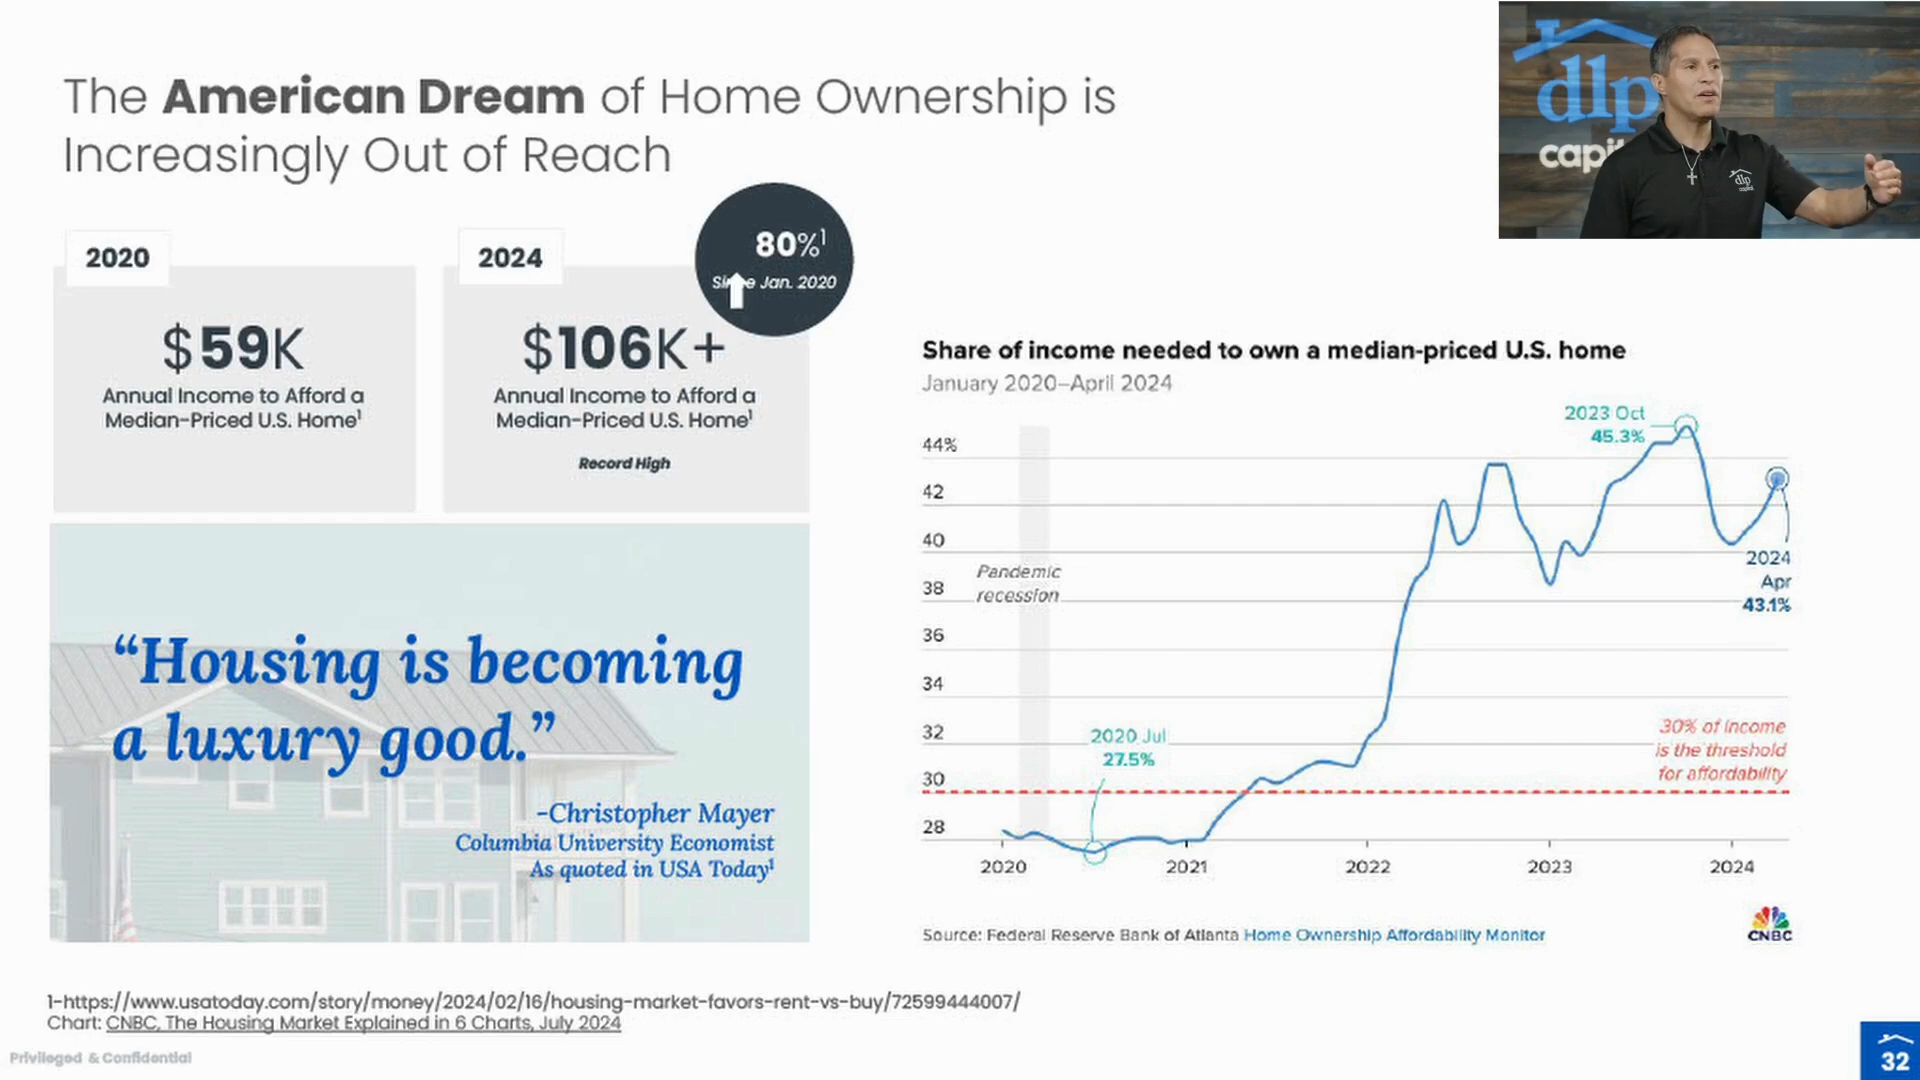 The American Dream of Home Ownership is
Increasingly Out of Reach
dlp
capit
dlp
capital
2020
$59K
Annual Income to Afford a
Median-Priced U.S. Home¹
2024
$106K+
Annual Income to Afford a
Median-Priced U.S. Home¹
Record High
80%¹
Since Jan. 2020
“Housing is becoming
a luxury good.”
-Christopher Mayer
Columbia University Economist
As quoted in USA Today¹
Share of income needed to own a median-priced U.S. home
January 2020–April 2024
44%
42
40
38
36
34
32
30
28
Pandemic
recession
2020 Jul
27.5%
2023 Oct
45.3%
2024
Apr
43.1%
30% of income
is the threshold
for affordability
2020
2021
2022
2023
2024
Source: Federal Reserve Bank of Atlanta Home Ownership Affordability Monitor
CNBC
1-https://www.usatoday.com/story/money/2024/02/16/housing-market-favors-rent-vs-buy/72599444007/
Chart: CNBC, The Housing Market Explained in 6 Charts, July 2024
Privileged & Confidential
32